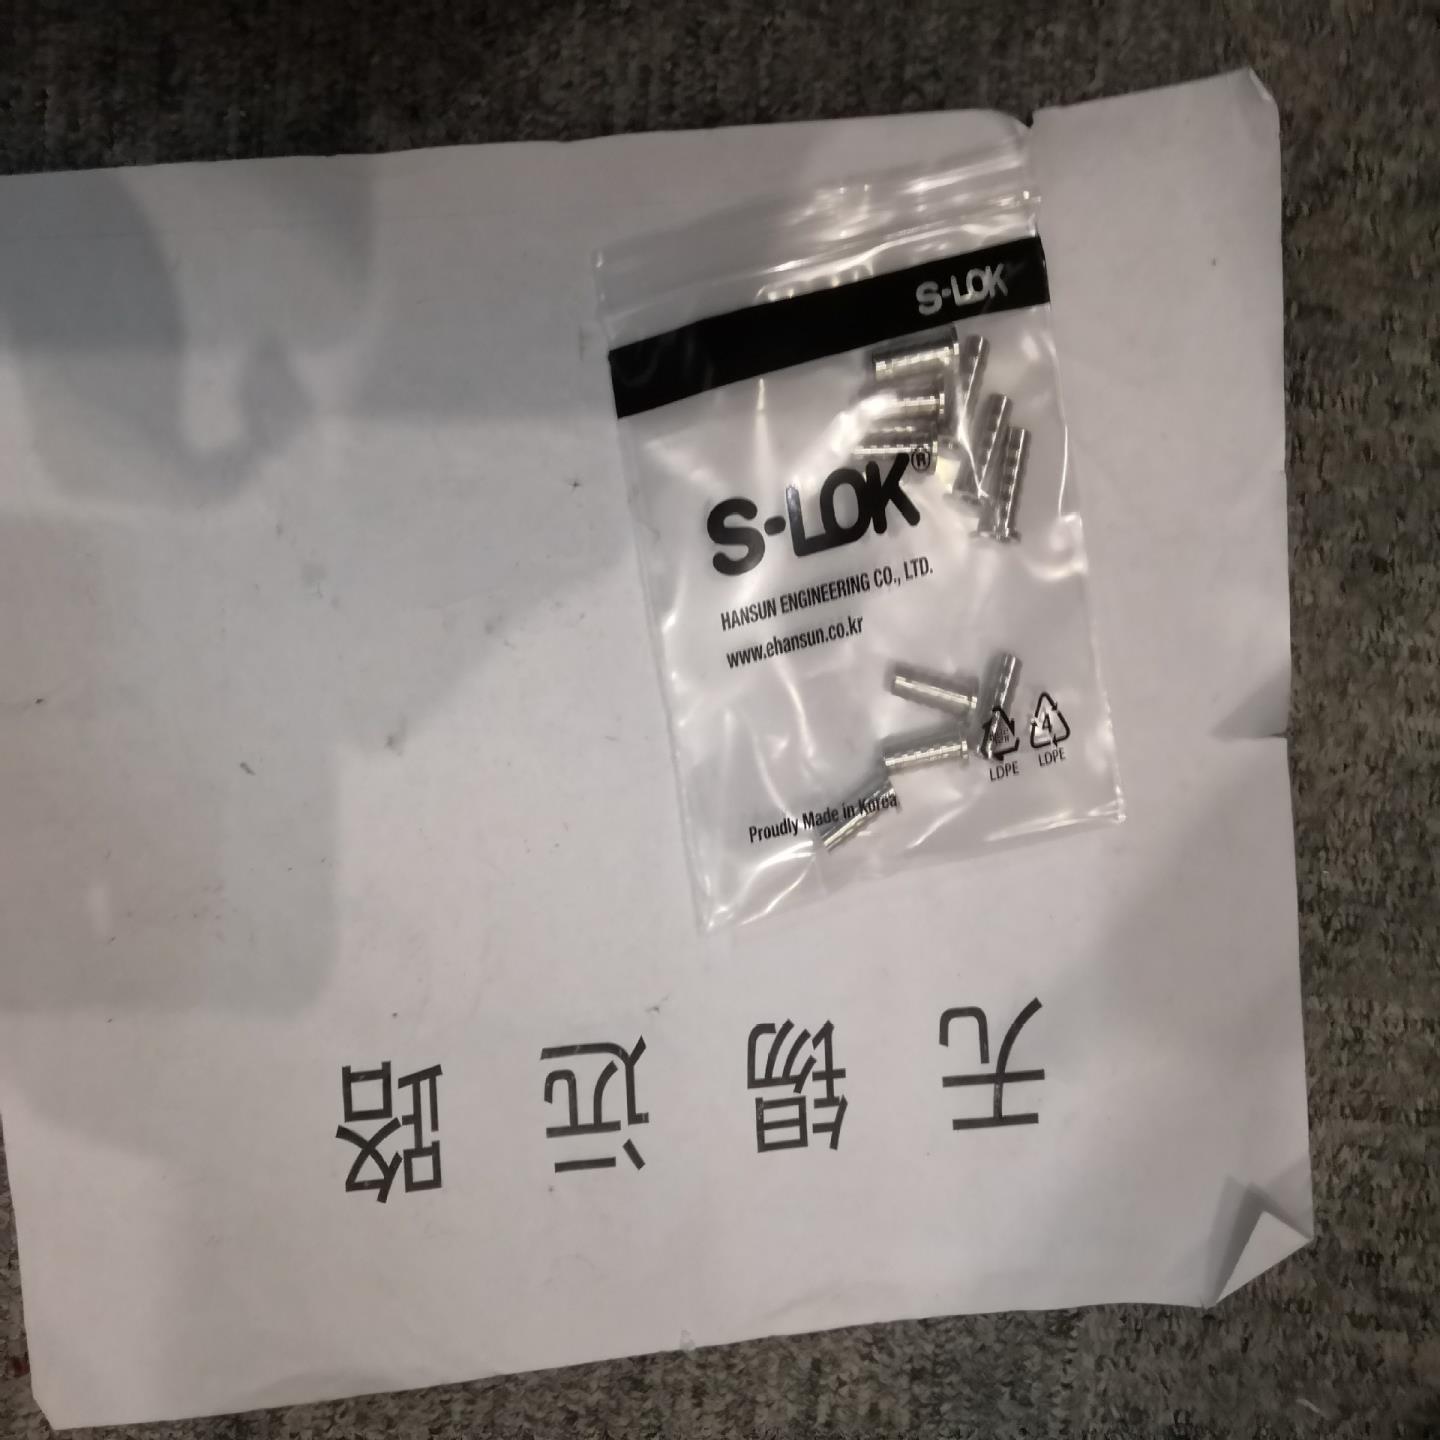 S-LOK
S-LOK®
HANSUN ENGINEERING CO., LTD.
www.ehansun.co.kr
4
LDPE LDPE
Proudly Made in Korea
无锡远路